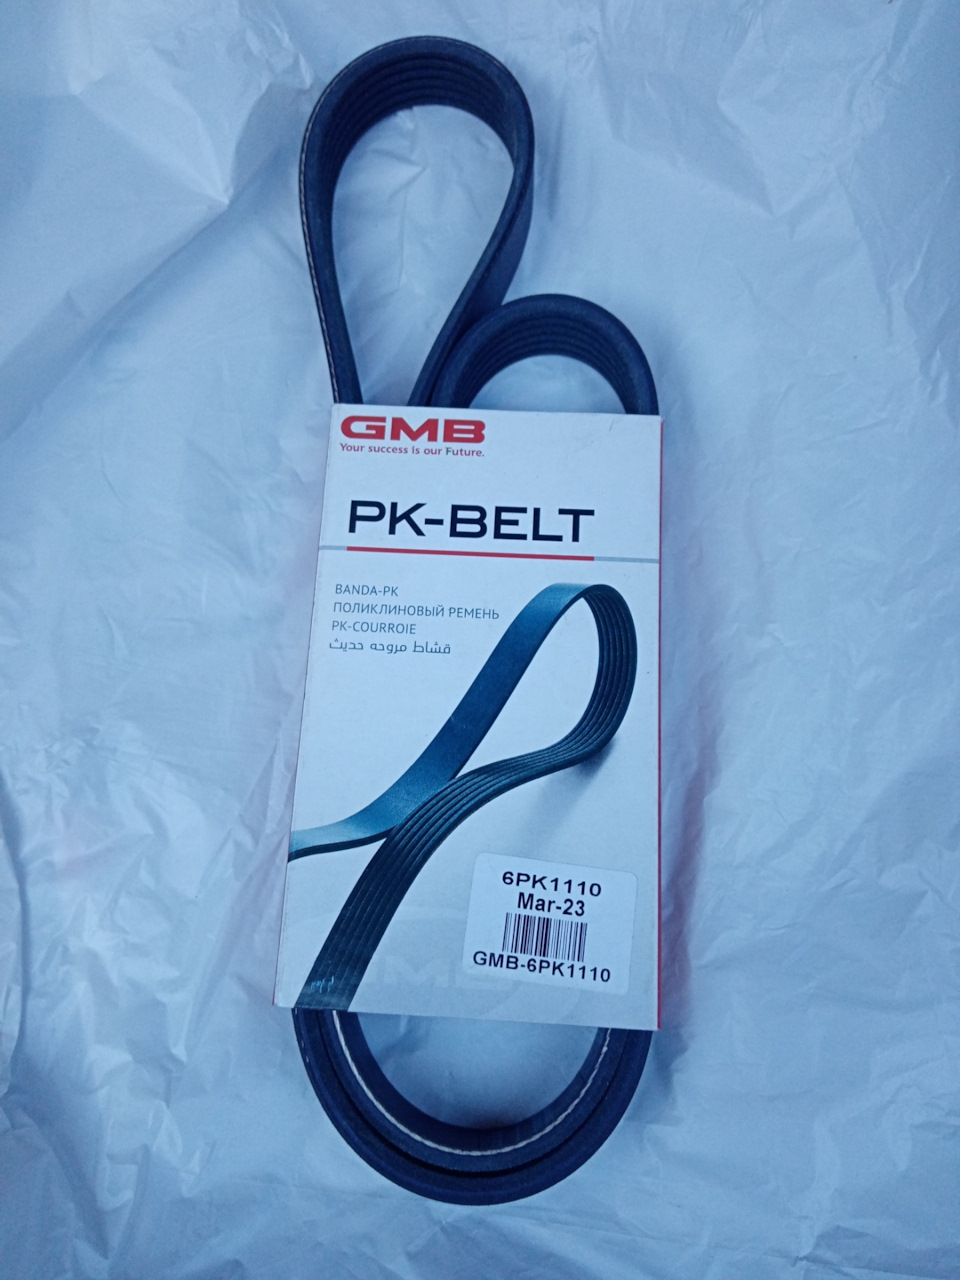 GMB
Your success is our Future.
PK-BELT
BANDA-PK
ПОЛИКЛИНОВЫЙ РЕМЕНЬ
PK-COURROIE
قشاط مروحه حديث
6PK1110
Mar-23
GMB-6PK1110
GMB